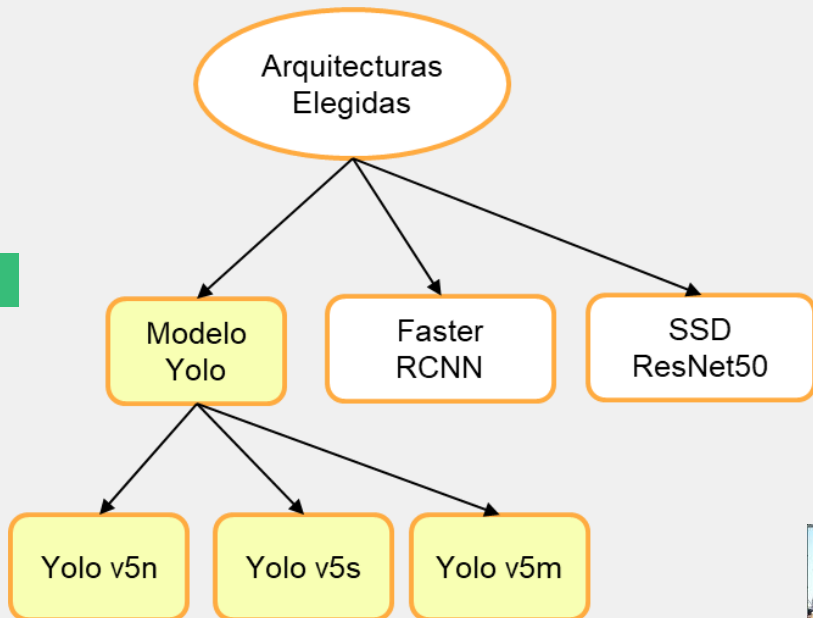 Arquitecturas
Elegidas
Modelo
Yolo
Faster
RCNN
SSD
ResNet50
Yolo v5n
Yolo v5s
Yolo v5m